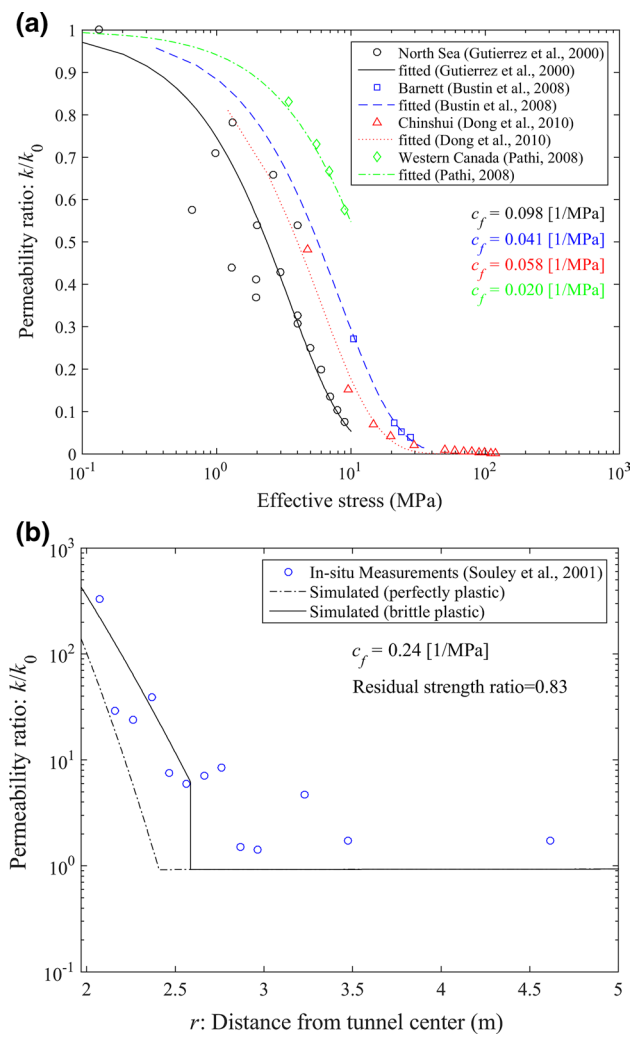 (a)
1
0.9
0.8
0.7
0.6
0.5
0.4
0.3
0.2
0.1
0
Permeability ratio: k/k₀
North Sea (Gutierrez et al., 2000)
fitted (Gutierrez et al., 2000)
Barnett (Bustin et al., 2008)
fitted (Bustin et al., 2008)
Chinshui (Dong et al., 2010)
fitted (Dong et al., 2010)
Western Canada (Pathi, 2008)
fitted (Pathi, 2008)
c_f = 0.098 [1/MPa]
c_f = 0.041 [1/MPa]
c_f = 0.058 [1/MPa]
c_f = 0.020 [1/MPa]
10⁻¹ 10⁰ 10¹ 10² 10³
Effective stress (MPa)
(b)
10³
10²
10¹
10⁰
10⁻¹
Permeability ratio: k/k₀
In-situ Measurements (Souley et al., 2001)
Simulated (perfectly plastic)
Simulated (brittle plastic)
c_f = 0.24 [1/MPa]
Residual strength ratio=0.83
2 2.5 3 3.5 4 4.5 5
r: Distance from tunnel center (m)